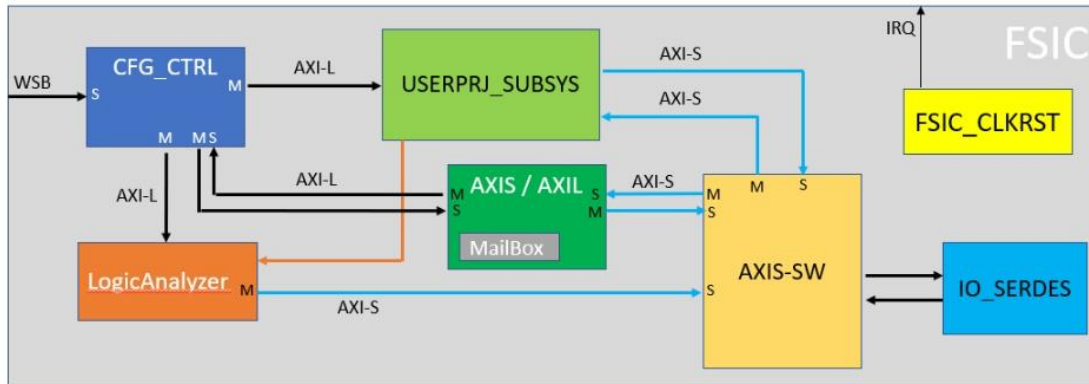 IRQ
FSIC
WSB
S
CFG_CTRL
M
M
M S
AXI-L
USERPRJ_SUBSYS
AXI-S
AXI-S
FSIC_CLKRST
AXI-L
AXI-L
M
S
AXIS / AXIL
S
M
MailBox
AXI-S
M
S
M
S
AXIS-SW
S
LogicAnalyzer
M
AXI-S
IO_SERDES